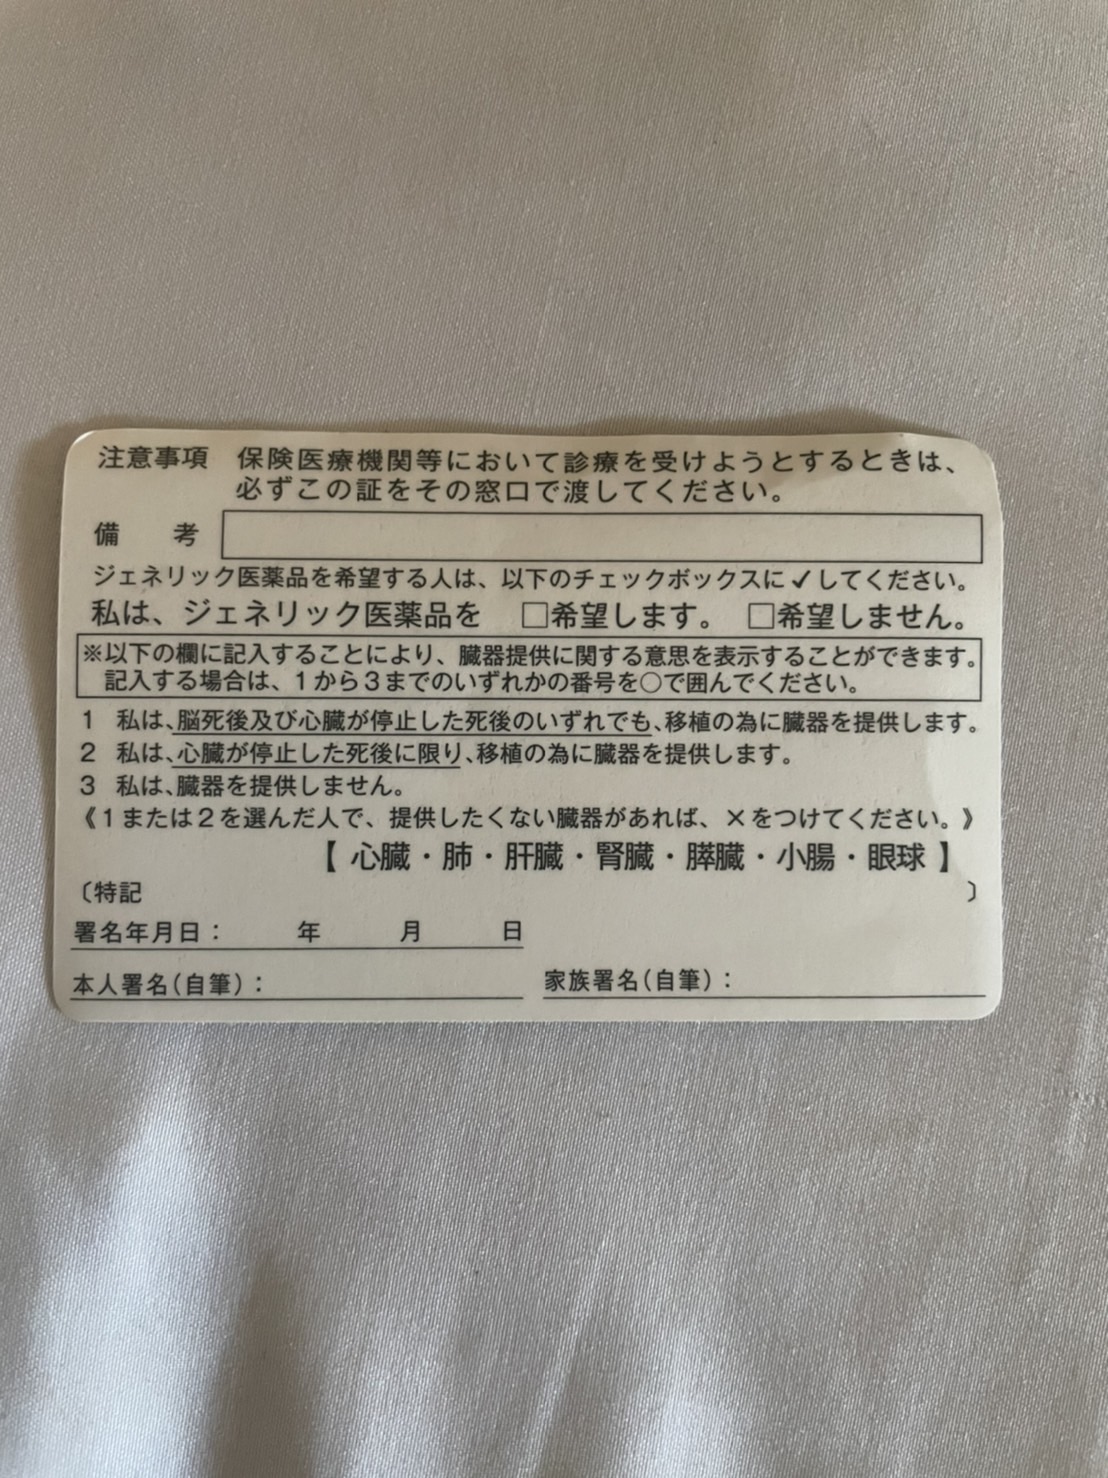 注意事項　保険医療機関等において診療を受けようとするときは、
必ずこの証をその窓口で渡してください。
備　考
ジェネリック医薬品を希望する人は、以下のチェックボックスに✓してください。
私は、ジェネリック医薬品を　□希望します。　□希望しません。
※以下の欄に記入することにより、臓器提供に関する意思を表示することができます。
記入する場合は、1から3までのいずれかの番号を○で囲んでください。
1　私は、脳死後及び心臓が停止した死後のいずれでも、移植の為に臓器を提供します。
2　私は、心臓が停止した死後に限り、移植の為に臓器を提供します。
3　私は、臓器を提供しません。
《1または2を選んだ人で、提供したくない臓器があれば、×をつけてください。》
【 心臓・肺・肝臓・腎臓・膵臓・小腸・眼球 】
〔特記　　　　　　　　　　〕
署名年月日：　　年　　月　　日
本人署名(自筆)：　　　　　家族署名(自筆)：